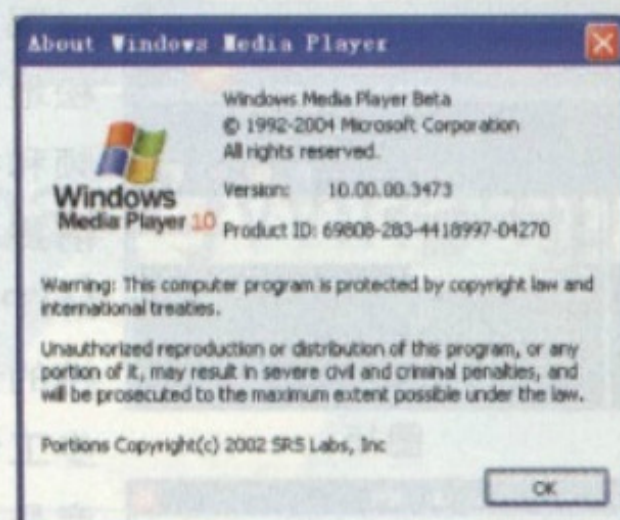 About Windows Media Player
Windows Media Player Beta
© 1992-2004 Microsoft Corporation
All rights reserved.
Windows
Media Player 10
Version: 10.00.00.3473
Product ID: 69808-283-4418997-04270
Warning: This computer program is protected by copyright law and
international treaties.
Unauthorized reproduction or distribution of this program, or any
portion of it, may result in severe civil and criminal penalties, and
will be prosecuted to the maximum extent possible under the law.
Portions Copyright(c) 2002 SRS Labs, Inc
OK